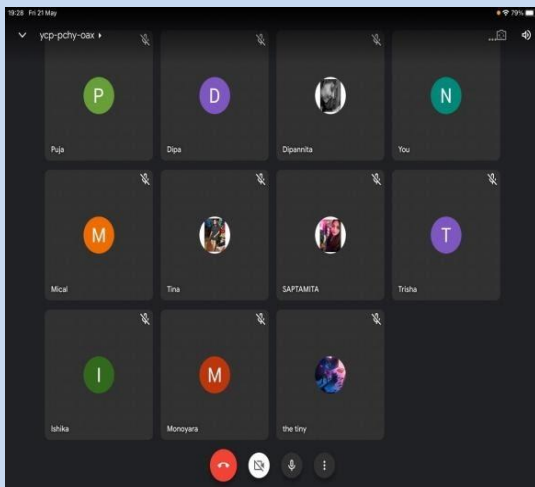 19:28 Fri 21 May
79%
ycp-pchy-oax
P
D
N
Puja
Dipa
Dipannita
You
M
T
Mical
Tina
SAPTAMITA
Trisha
I
M
Ishika
Monoyara
the tiny